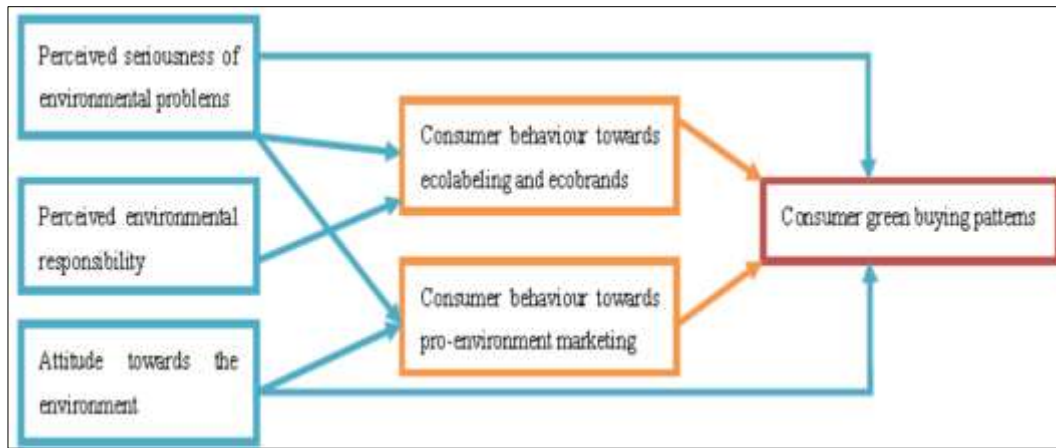 Perceived seriousness of
environmental problems
Perceived environmental
responsibility
Attitude towards the
environment
Consumer behaviour towards
ecolabeling and ecobrands
Consumer behaviour towards
pro-environment marketing
Consumer green buying patterns